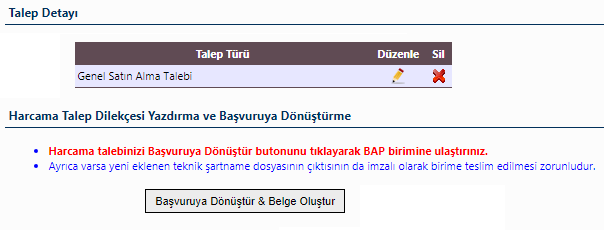 Talep Detayı
Talep Türü Düzenle Sil
Genel Satın Alma Talebi
Harcama Talep Dilekçesi Yazdırma ve Başvuruya Dönüştürme
Harcama talebinizi Başvuruya Dönüştür butonunu tıklayarak BAP birimine ulaştırınız.
Ayrıca varsa yeni eklenen teknik şartname dosyasının çıktısının da imzalı olarak birime teslim edilmesi zorunludur.
Başvuruya Dönüştür & Belge Oluştur